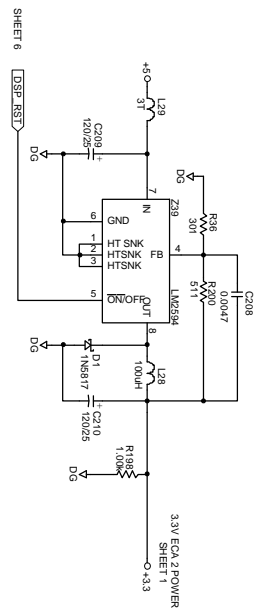 SHEET 6
DSP_RST
+5
L29
3T
C209
120/25
+
DG
DG
R36
301
R200
511
C208
0.0047
Z39
LM2594
7
IN
6
GND
1
HT SNK
2
HTSNK
3
HTSNK
FB
4
5
ON/OFF
OUT
8
D1
1N5817
DG
L28
100uH
C210
120/25
+
R198
1.00k
DG
3.3V ECA 2 POWER
SHEET 1
+3.3